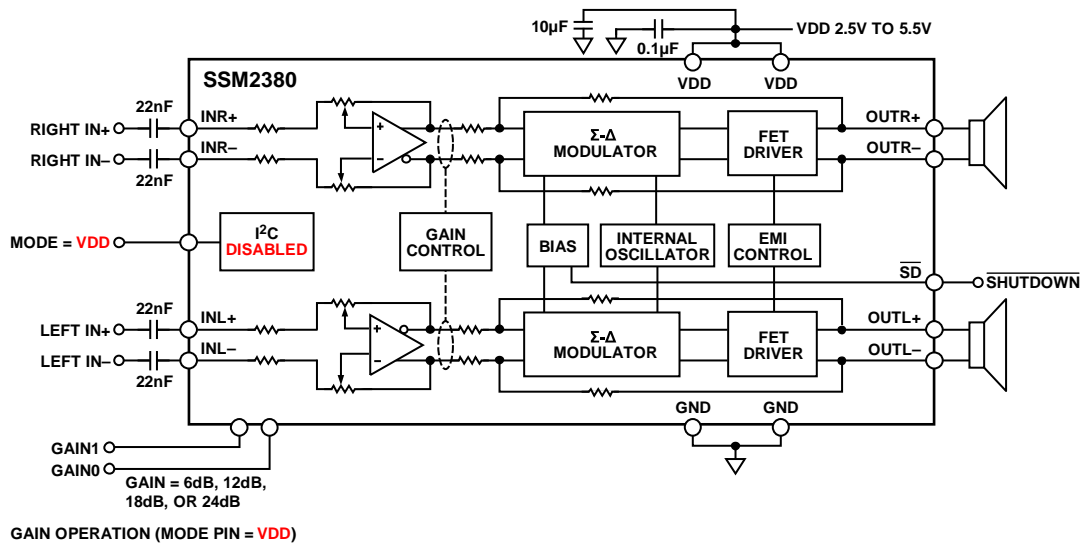 10µF
0.1µF
VDD 2.5V TO 5.5V
VDD
VDD
SSM2380
22nF
RIGHT IN+
INR+
RIGHT IN–
INR–
22nF
+
–
Σ-Δ
MODULATOR
FET
DRIVER
OUTR+
OUTR–
MODE = VDD
I²C
DISABLED
GAIN
CONTROL
BIAS
INTERNAL
OSCILLATOR
EMI
CONTROL
SD
SHUTDOWN
22nF
LEFT IN+
INL+
LEFT IN–
INL–
22nF
+
–
Σ-Δ
MODULATOR
FET
DRIVER
OUTL+
OUTL–
GND
GND
GAIN1
GAIN0
GAIN = 6dB, 12dB,
18dB, OR 24dB
GAIN OPERATION (MODE PIN = VDD)